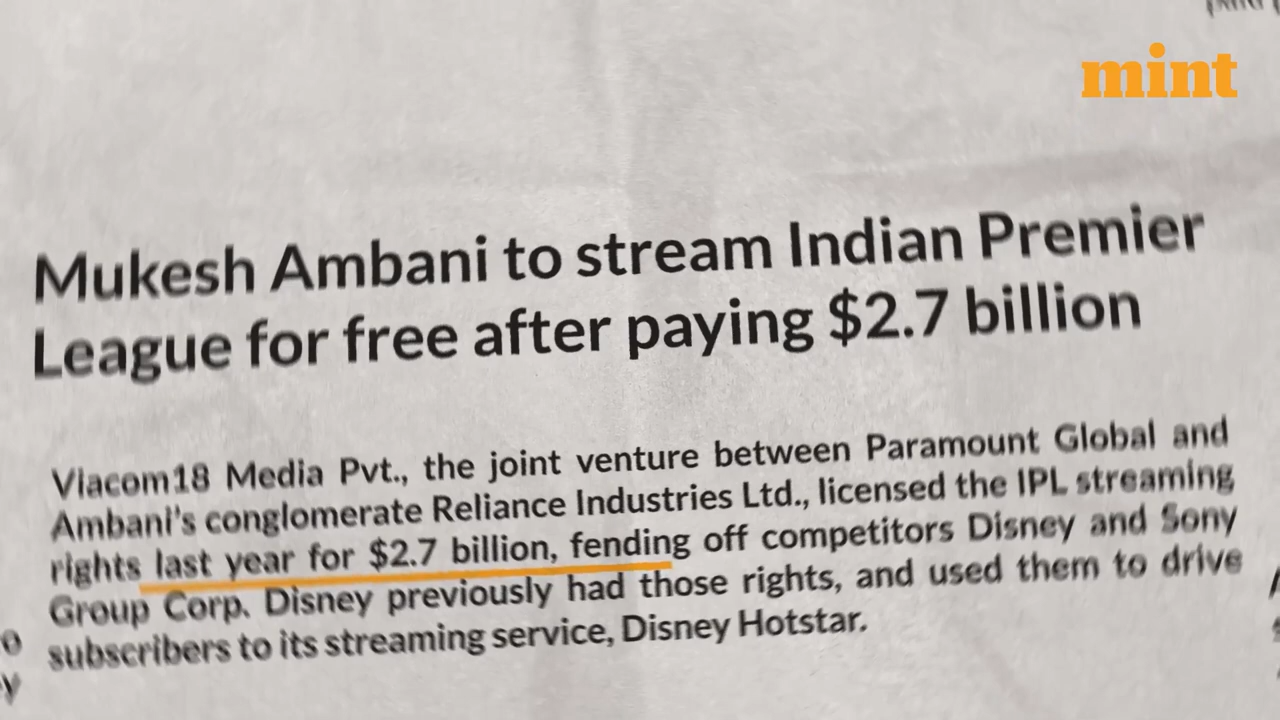 mint
Mukesh Ambani to stream Indian Premier
League for free after paying $2.7 billion
Viacom18 Media Pvt., the joint venture between Paramount Global and
Ambani's conglomerate Reliance Industries Ltd., licensed the IPL streaming
rights last year for $2.7 billion, fending off competitors Disney and Sony
Group Corp. Disney previously had those rights, and used them to drive
subscribers to its streaming service, Disney Hotstar.